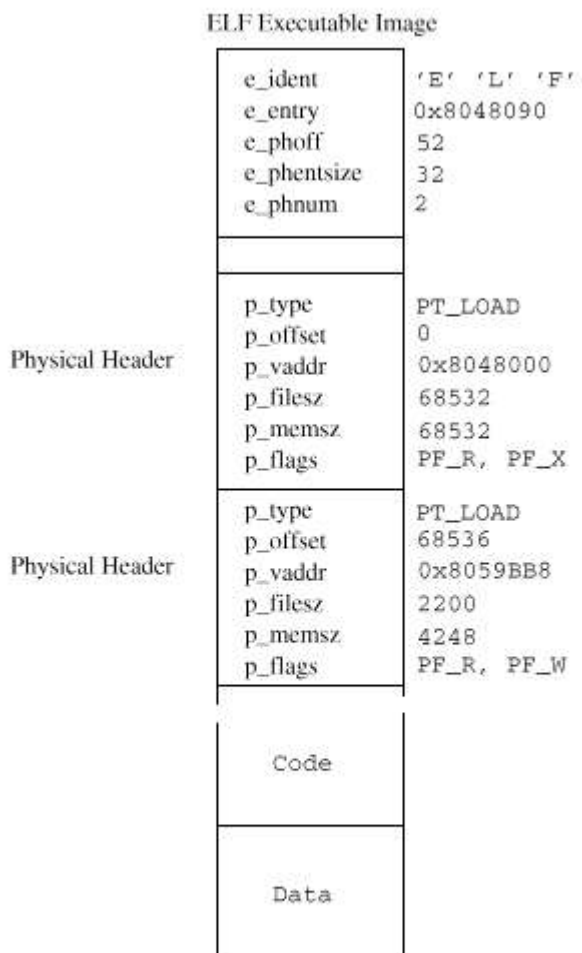 ELF Executable Image
e_ident 'E' 'L' 'F'
e_entry 0x8048090
e_phoff 52
e_phentsize 32
e_phnum 2
p_type PT_LOAD
p_offset 0
Physical Header p_vaddr 0x8048000
p_filesz 68532
p_memsz 68532
p_flags PF_R, PF_X
p_type PT_LOAD
p_offset 68536
Physical Header p_vaddr 0x8059BB8
p_filesz 2200
p_memsz 4248
p_flags PF_R, PF_W
Code
Data